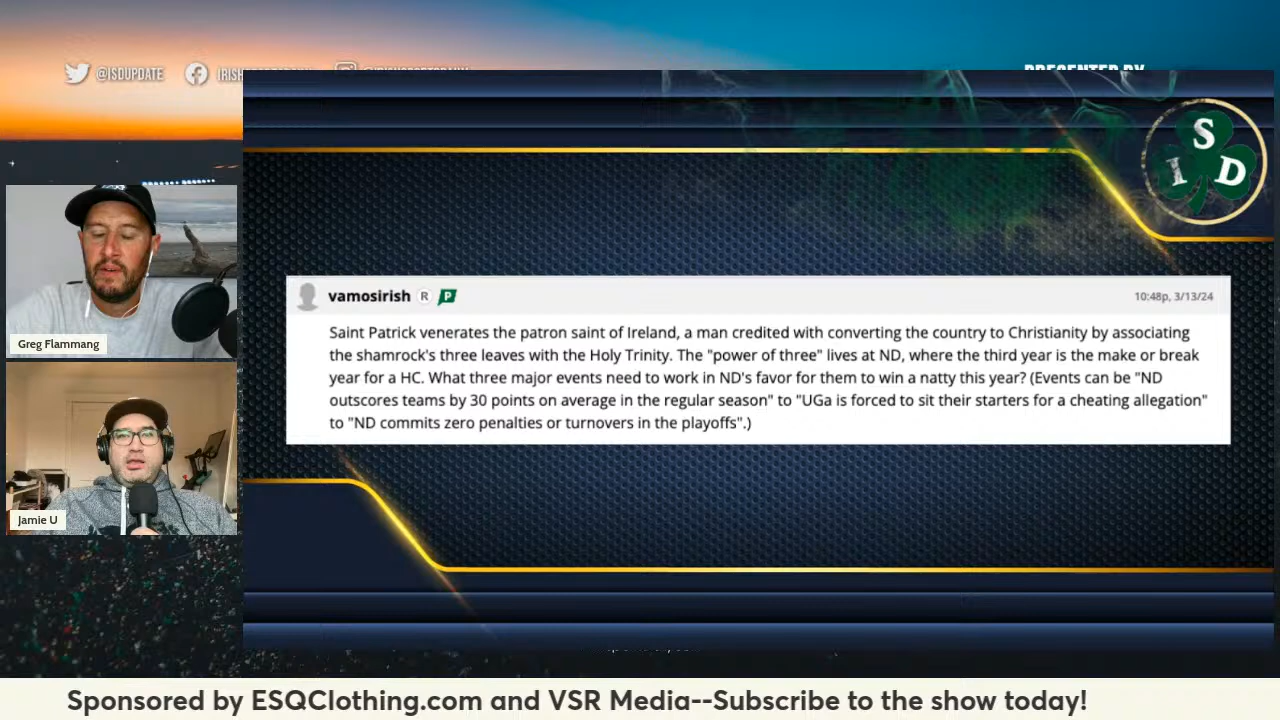 @ISDUPDATE
PRESENTED BY
S
I D
Greg Flammang
Jamie U
vamosirish R P
10:48p, 3/13/24
Saint Patrick venerates the patron saint of Ireland, a man credited with converting the country to Christianity by associating
the shamrock's three leaves with the Holy Trinity. The "power of three" lives at ND, where the third year is the make or break
year for a HC. What three major events need to work in ND's favor for them to win a natty this year? (Events can be "ND
outscores teams by 30 points on average in the regular season" to "UGa is forced to sit their starters for a cheating allegation"
to "ND commits zero penalties or turnovers in the playoffs".)
Sponsored by ESQClothing.com and VSR Media--Subscribe to the show today!